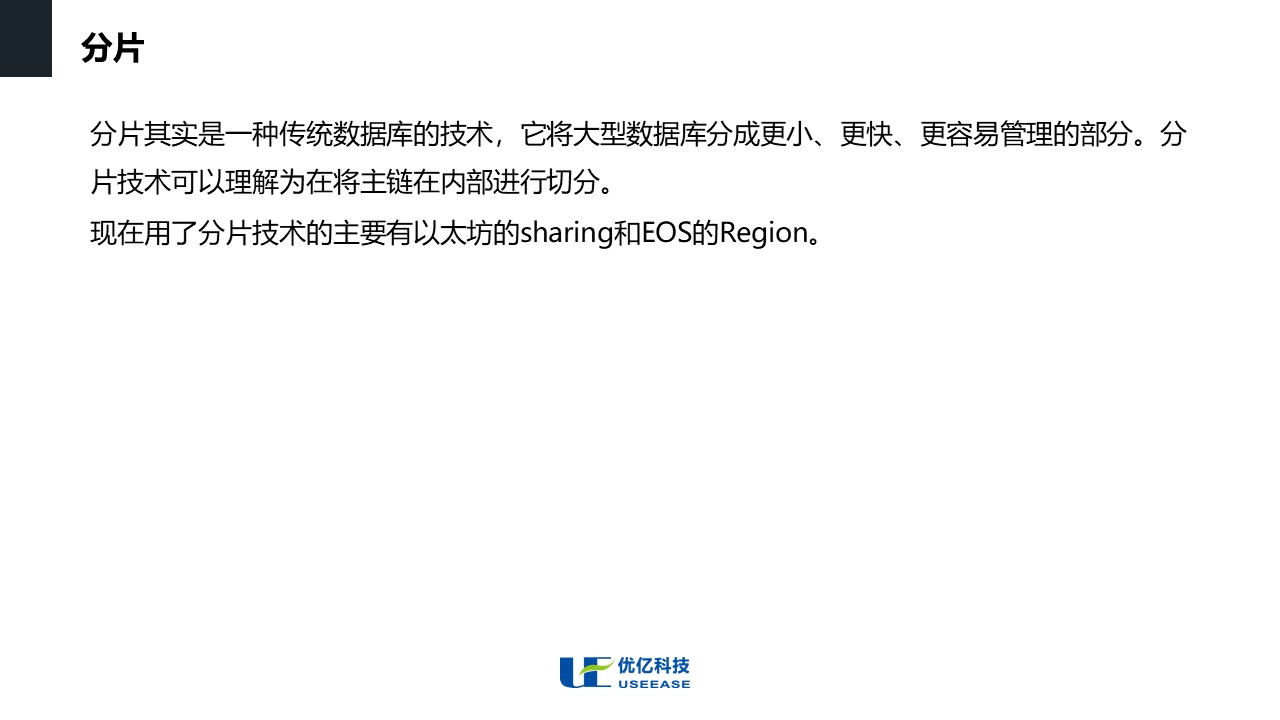 分片
分片其实是一种传统数据库的技术，它将大型数据库分成更小、更快、更容易管理的部分。分
片技术可以理解为在将主链在内部进行切分。
现在用了分片技术的主要有以太坊的sharing和EOS的Region。
优亿科技
USEEASE